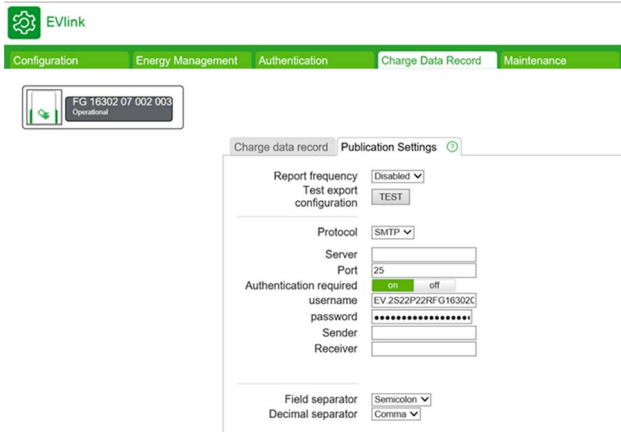 EVlink
Configuration Energy Management Authentication Charge Data Record Maintenance
FG 16302 07 002 003
Operational
Charge data record Publication Settings ?
Report frequency Disabled
Test export
configuration TEST
Protocol SMTP
Server
Port 25
Authentication required on off
username EV.2S22P22RFG16302C
password ••••••••••••••••••
Sender
Receiver
Field separator Semicolon
Decimal separator Comma